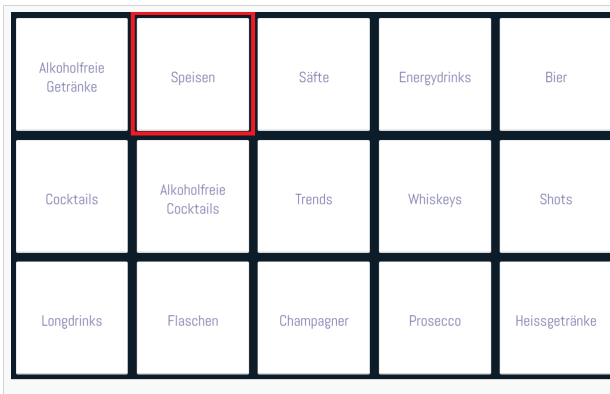 Alkoholfreie
Getränke
Speisen
Säfte
Energydrinks
Bier
Cocktails
Alkoholfreie
Cocktails
Trends
Whiskeys
Shots
Longdrinks
Flaschen
Champagner
Prosecco
Heissgetränke